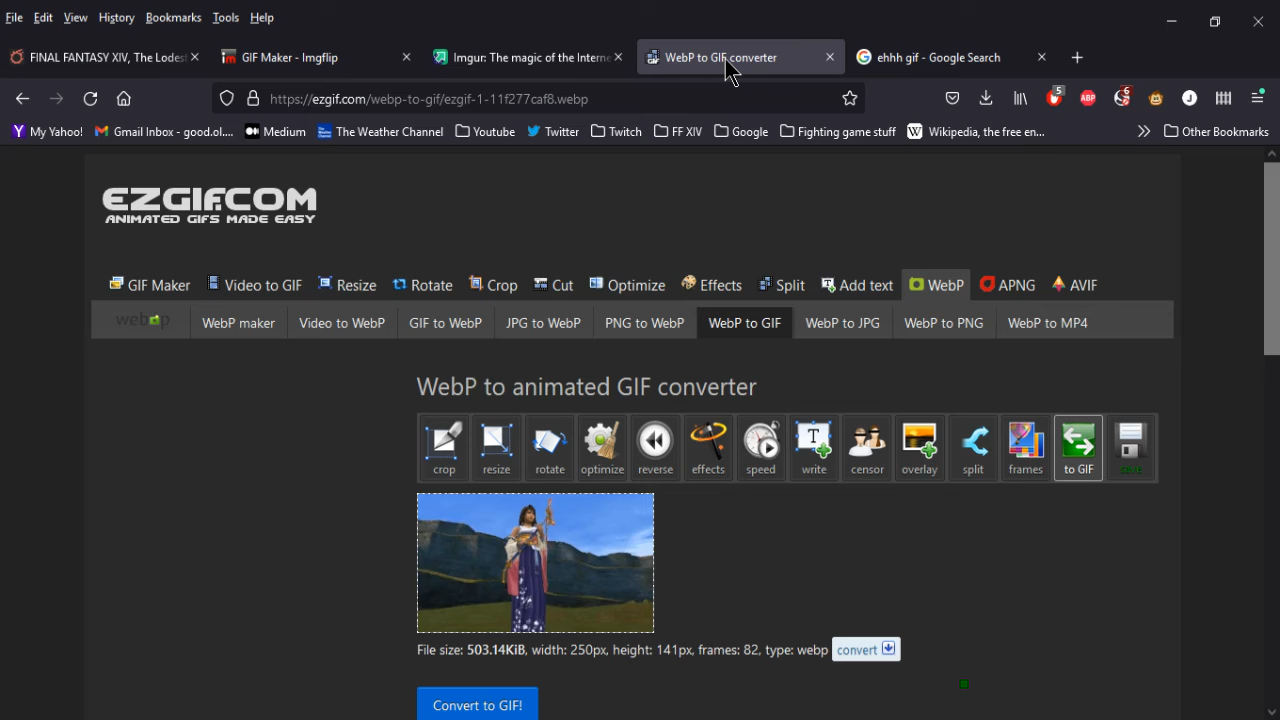 File Edit View History Bookmarks Tools Help
FINAL FANTASY XIV, The Lodest GIF Maker - Imgflip Imgur: The magic of the Interne WebP to GIF converter ehhh gif - Google Search
https://ezgif.com/webp-to-gif/ezgif-1-11f277caf8.webp 5 ABP 6
My Yahoo! Gmail Inbox - good.ol.... Medium The Weather Channel Youtube Twitter Twitch FF XIV Google Fighting game stuff Wikipedia, the free en... Other Bookmarks
EZGIF.COM
ANIMATED GIFS MADE EASY
GIF Maker Video to GIF Resize Rotate Crop Cut Optimize Effects Split Add text WebP APNG AVIF
webp WebP maker Video to WebP GIF to WebP JPG to WebP PNG to WebP WebP to GIF WebP to JPG WebP to PNG WebP to MP4
WebP to animated GIF converter
crop resize rotate optimize reverse effects speed write censor overlay split frames to GIF save
File size: 503.14KiB, width: 250px, height: 141px, frames: 82, type: webp convert
Convert to GIF!